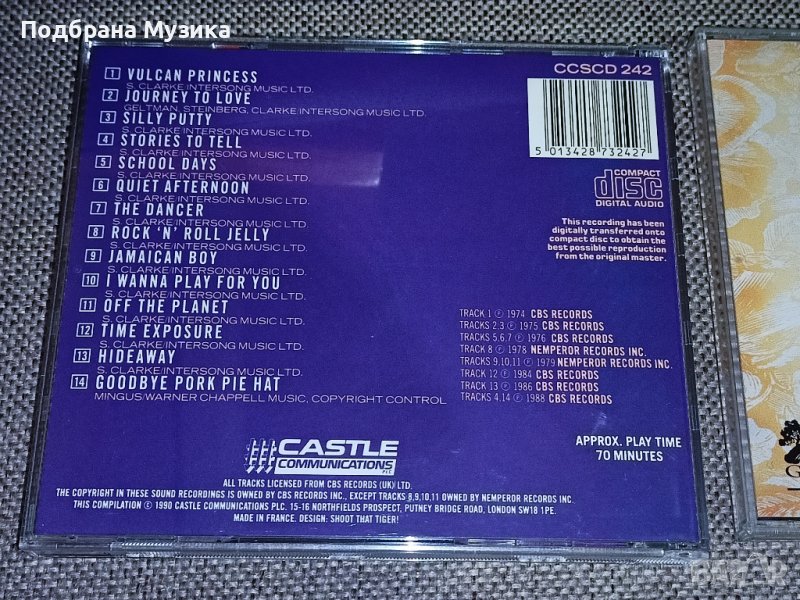 Подбрана Музика
1 VULCAN PRINCESS
S. CLARKE/INTERSONG MUSIC LTD.
2 JOURNEY TO LOVE
GELTMAN, STEINBERG, CLARKE/INTERSONG MUSIC LTD.
3 SILLY PUTTY
S. CLARKE/INTERSONG MUSIC LTD.
4 STORIES TO TELL
S. CLARKE/INTERSONG MUSIC LTD.
5 SCHOOL DAYS
S. CLARKE/INTERSONG MUSIC LTD.
6 QUIET AFTERNOON
S. CLARKE/INTERSONG MUSIC LTD.
7 THE DANCER
S. CLARKE/INTERSONG MUSIC LTD.
8 ROCK 'N' ROLL JELLY
S. CLARKE/INTERSONG MUSIC LTD.
9 JAMAICAN BOY
S. CLARKE/INTERSONG MUSIC LTD.
10 I WANNA PLAY FOR YOU
S. CLARKE/INTERSONG MUSIC LTD.
11 OFF THE PLANET
S. CLARKE/INTERSONG MUSIC LTD.
12 TIME EXPOSURE
S. CLARKE/INTERSONG MUSIC LTD.
13 HIDEAWAY
S. CLARKE/INTERSONG MUSIC LTD.
14 GOODBYE PORK PIE HAT
MINGUS/WARNER CHAPPELL MUSIC, COPYRIGHT CONTROL
CCSCD 242
5 013428 732427
COMPACT
disc
DIGITAL AUDIO
This recording has been
digitally transferred onto
compact disc to obtain the
best possible reproduction
from the original master.
TRACK 1 ℗ 1974 CBS RECORDS
TRACKS 2,3 ℗ 1975 CBS RECORDS
TRACKS 5,6,7 ℗ 1976 CBS RECORDS
TRACK 8 ℗ 1978 NEMPEROR RECORDS INC.
TRACKS 9,10,11 ℗ 1979 NEMPEROR RECORDS INC.
TRACK 12 ℗ 1984 CBS RECORDS
TRACK 13 ℗ 1986 CBS RECORDS
TRACKS 4,14 ℗ 1988 CBS RECORDS
APPROX. PLAY TIME
70 MINUTES
CASTLE
COMMUNICATIONS
PLC
ALL TRACKS LICENSED FROM CBS RECORDS (UK) LTD.
THE COPYRIGHT IN THESE SOUND RECORDINGS IS OWNED BY CBS RECORDS INC., EXCEPT TRACKS 8,9,10,11 OWNED BY NEMPEROR RECORDS INC.
THIS COMPILATION ℗ 1990 CASTLE COMMUNICATIONS PLC. 15-16 NORTHFIELDS PROSPECT, PUTNEY BRIDGE ROAD, LONDON SW18 1PE.
MADE IN FRANCE. DESIGN: SHOOT THAT TIGER!